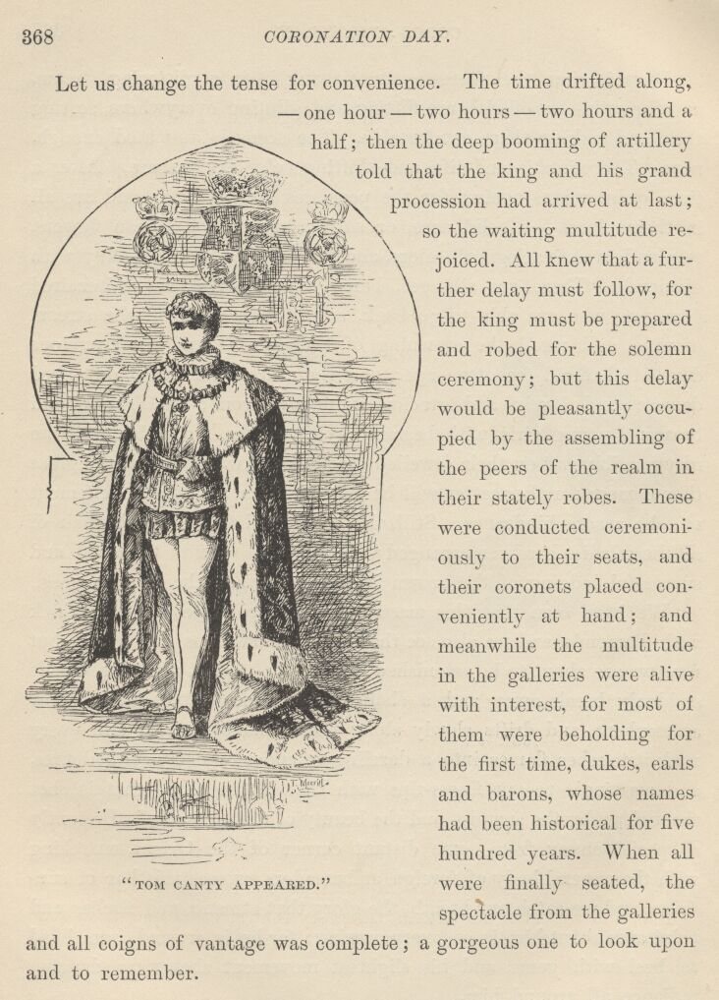 368
CORONATION DAY.
Let us change the tense for convenience. The time drifted along,
— one hour — two hours — two hours and a
half; then the deep booming of artillery
told that the king and his grand
procession had arrived at last;
so the waiting multitude re-
joiced. All knew that a fur-
ther delay must follow, for
the king must be prepared
and robed for the solemn
ceremony; but this delay
would be pleasantly occu-
pied by the assembling of
the peers of the realm in
their stately robes. These
were conducted ceremoni-
ously to their seats, and
their coronets placed con-
veniently at hand; and
meanwhile the multitude
in the galleries were alive
with interest, for most of
them were beholding for
the first time, dukes, earls
and barons, whose names
had been historical for five
hundred years. When all
were finally seated, the
spectacle from the galleries
and all coigns of vantage was complete; a gorgeous one to look upon
and to remember.
"TOM CANTY APPEARED."